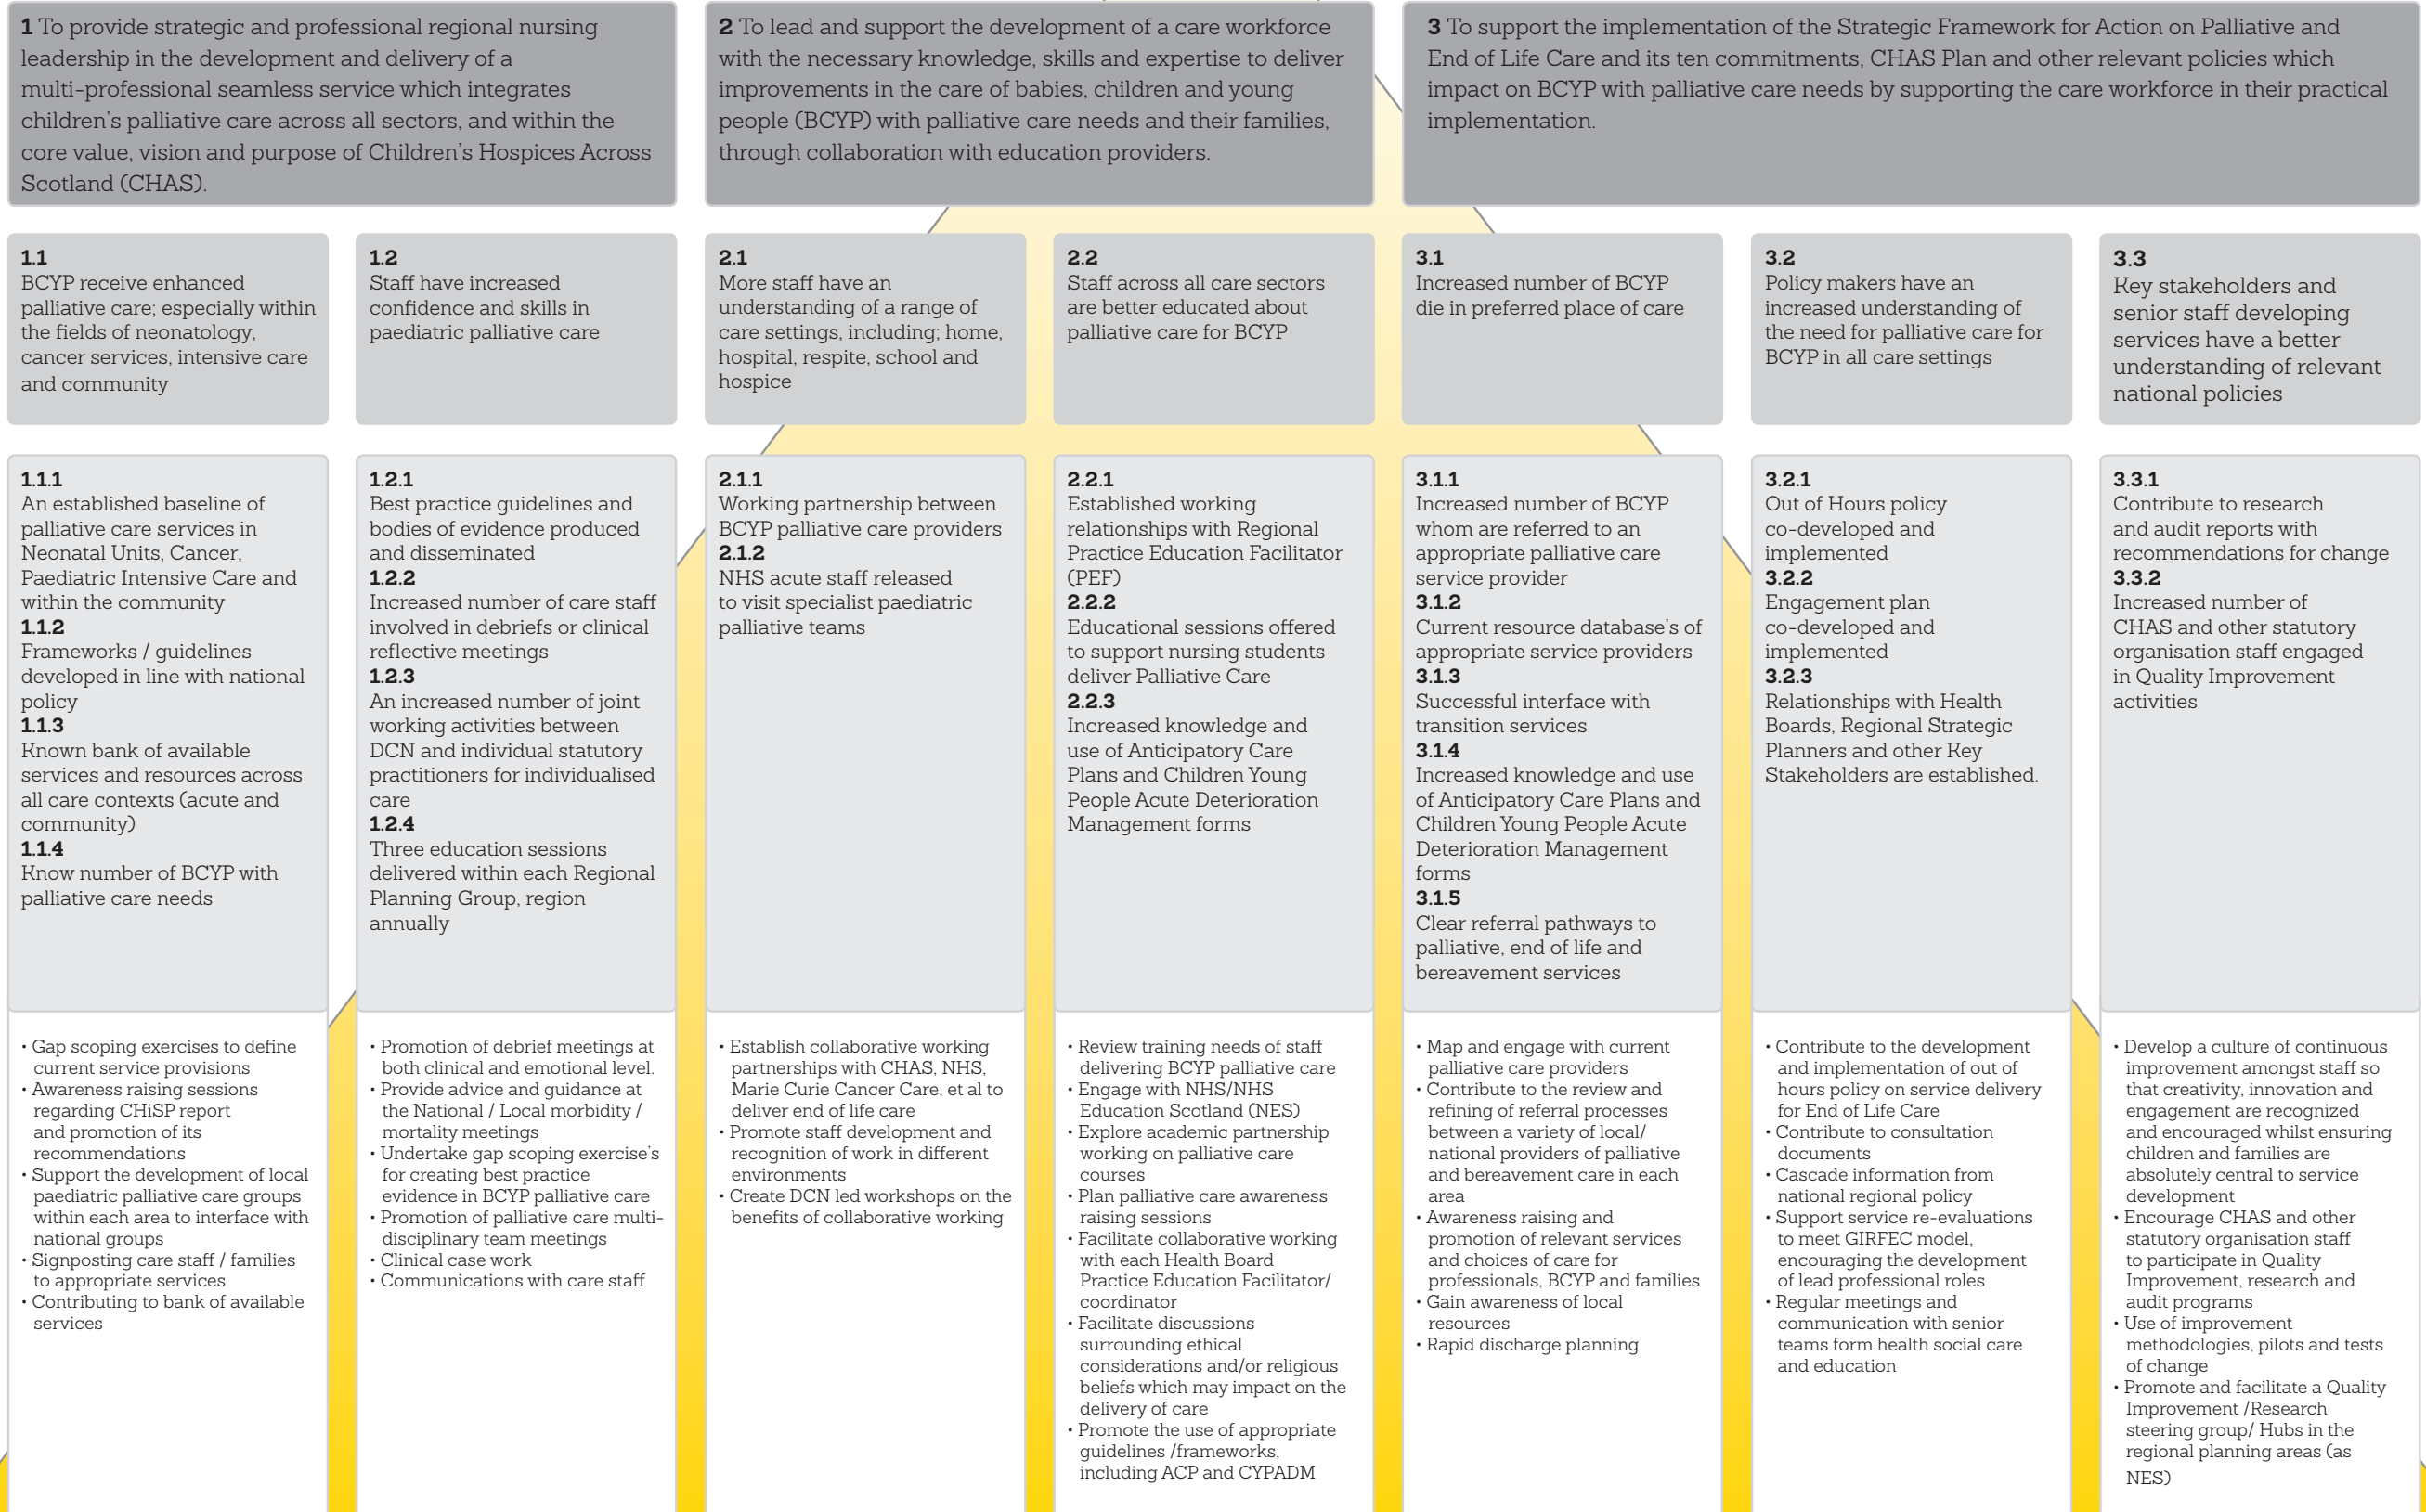 1 To provide strategic and professional regional nursing
leadership in the development and delivery of a
multi-professional seamless service which integrates
children's palliative care across all sectors, and within the
core value, vision and purpose of Children's Hospices Across
Scotland (CHAS).
2 To lead and support the development of a care workforce
with the necessary knowledge, skills and expertise to deliver
improvements in the care of babies, children and young
people (BCYP) with palliative care needs and their families,
through collaboration with education providers.
3 To support the implementation of the Strategic Framework for Action on Palliative and
End of Life Care and its ten commitments, CHAS Plan and other relevant policies which
impact on BCYP with palliative care needs by supporting the care workforce in their practical
implementation.
1.1
BCYP receive enhanced
palliative care; especially within
the fields of neonatology,
cancer services, intensive care
and community
1.2
Staff have increased
confidence and skills in
paediatric palliative care
2.1
More staff have an
understanding of a range of
care settings, including; home,
hospital, respite, school and
hospice
2.2
Staff across all care sectors
are better educated about
palliative care for BCYP
3.1
Increased number of BCYP
die in preferred place of care
3.2
Policy makers have an
increased understanding of
the need for palliative care for
BCYP in all care settings
3.3
Key stakeholders and
senior staff developing
services have a better
understanding of relevant
national policies
1.1.1
An established baseline of
palliative care services in
Neonatal Units, Cancer,
Paediatric Intensive Care and
within the community
1.1.2
Frameworks / guidelines
developed in line with national
policy
1.1.3
Known bank of available
services and resources across
all care contexts (acute and
community)
1.1.4
Know number of BCYP with
palliative care needs
1.2.1
Best practice guidelines and
bodies of evidence produced
and disseminated
1.2.2
Increased number of care staff
involved in debriefs or clinical
reflective meetings
1.2.3
An increased number of joint
working activities between
DCN and individual statutory
practitioners for individualised
care
1.2.4
Three education sessions
delivered within each Regional
Planning Group, region
annually
2.1.1
Working partnership between
BCYP palliative care providers
2.1.2
NHS acute staff released
to visit specialist paediatric
palliative teams
2.2.1
Established working
relationships with Regional
Practice Education Facilitator
(PEF)
2.2.2
Educational sessions offered
to support nursing students
deliver Palliative Care
2.2.3
Increased knowledge and
use of Anticipatory Care
Plans and Children Young
People Acute Deterioration
Management forms
3.1.1
Increased number of BCYP
whom are referred to an
appropriate palliative care
service provider
3.1.2
Current resource database's of
appropriate service providers
3.1.3
Successful interface with
transition services
3.1.4
Increased knowledge and use
of Anticipatory Care Plans and
Children Young People Acute
Deterioration Management
forms
3.1.5
Clear referral pathways to
palliative, end of life and
bereavement services
3.2.1
Out of Hours policy
co-developed and
implemented
3.2.2
Engagement plan
co-developed and
implemented
3.2.3
Relationships with Health
Boards, Regional Strategic
Planners and other Key
Stakeholders are established.
3.3.1
Contribute to research
and audit reports with
recommendations for change
3.3.2
Increased number of
CHAS and other statutory
organisation staff engaged
in Quality Improvement
activities
• Gap scoping exercises to define
current service provisions
• Awareness raising sessions
regarding CHiSP report
and promotion of its
recommendations
• Support the development of local
paediatric palliative care groups
within each area to interface with
national groups
• Signposting care staff / families
to appropriate services
• Contributing to bank of available
services
• Promotion of debrief meetings at
both clinical and emotional level.
• Provide advice and guidance at
the National / Local morbidity /
mortality meetings
• Undertake gap scoping exercise's
for creating best practice
evidence in BCYP palliative care
• Promotion of palliative care multi-
disciplinary team meetings
• Clinical case work
• Communications with care staff
• Establish collaborative working
partnerships with CHAS, NHS,
Marie Curie Cancer Care, et al to
deliver end of life care
• Promote staff development and
recognition of work in different
environments
• Create DCN led workshops on the
benefits of collaborative working
• Review training needs of staff
delivering BCYP palliative care
• Engage with NHS/NHS
Education Scotland (NES)
• Explore academic partnership
working on palliative care
courses
• Plan palliative care awareness
raising sessions
• Facilitate collaborative working
with each Health Board
Practice Education Facilitator/
coordinator
• Facilitate discussions
surrounding ethical
considerations and/or religious
beliefs which may impact on the
delivery of care
• Promote the use of appropriate
guidelines /frameworks,
including ACP and CYPADM
• Map and engage with current
palliative care providers
• Contribute to the review and
refining of referral processes
between a variety of local/
national providers of palliative
and bereavement care in each
area
• Awareness raising and
promotion of relevant services
and choices of care for
professionals, BCYP and families
• Gain awareness of local
resources
• Rapid discharge planning
• Contribute to the development
and implementation of out of
hours policy on service delivery
for End of Life Care
• Contribute to consultation
documents
• Cascade information from
national regional policy
• Support service re-evaluations
to meet GIRFEC model,
encouraging the development
of lead professional roles
• Regular meetings and
communication with senior
teams form health social care
and education
• Develop a culture of continuous
improvement amongst staff so
that creativity, innovation and
engagement are recognized
and encouraged whilst ensuring
children and families are
absolutely central to service
development
• Encourage CHAS and other
statutory organisation staff
to participate in Quality
Improvement, research and
audit programs
• Use of improvement
methodologies, pilots and tests
of change
• Promote and facilitate a Quality
Improvement /Research
steering group/ Hubs in the
regional planning areas (as
NES)